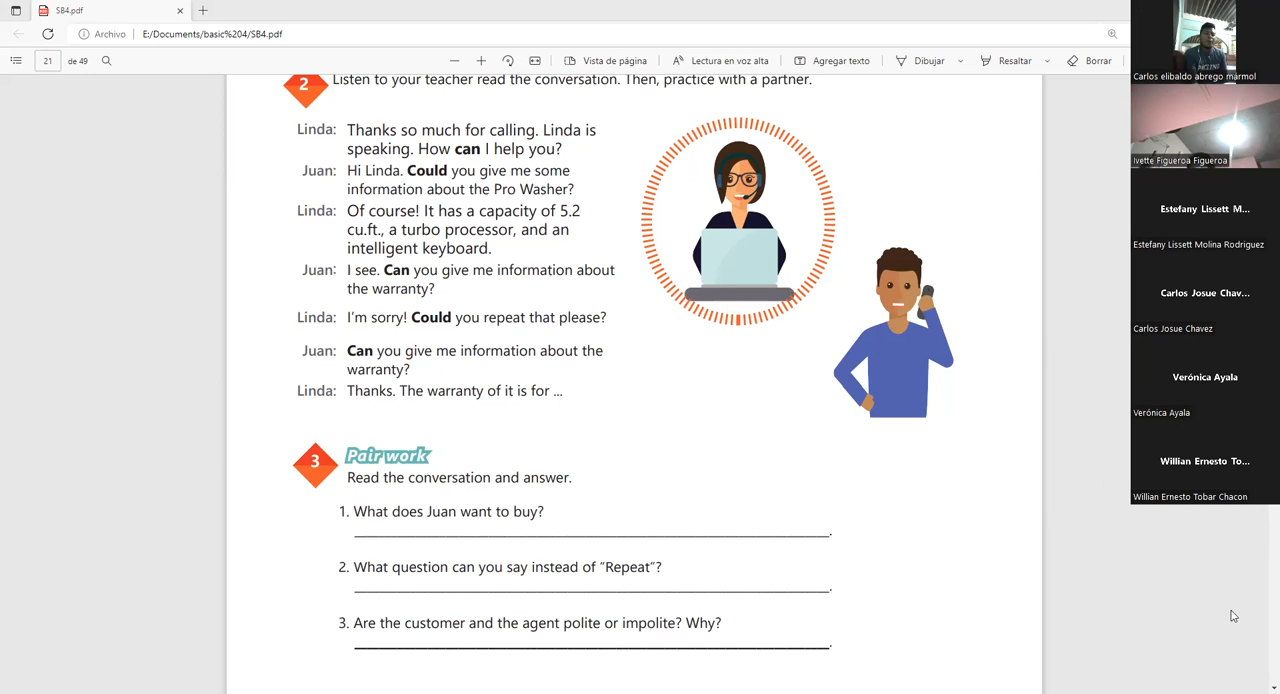 SB4.pdf
Archivo
E:/Documents/basic%204/SB4.pdf
21
de 49
Vista de página
Lectura en voz alta
Agregar texto
Dibujar
Resaltar
Borrar
2
Listen to your teacher read the conversation. Then, practice with a partner.
Linda: Thanks so much for calling. Linda is
speaking. How can I help you?
Juan: Hi Linda. Could you give me some
information about the Pro Washer?
Linda: Of course! It has a capacity of 5.2
cu.ft., a turbo processor, and an
intelligent keyboard.
Juan: I see. Can you give me information about
the warranty?
Linda: I'm sorry! Could you repeat that please?
Juan: Can you give me information about the
warranty?
Linda: Thanks. The warranty of it is for ...
3
Pair work
Read the conversation and answer.
1. What does Juan want to buy?
2. What question can you say instead of "Repeat"?
3. Are the customer and the agent polite or impolite? Why?
Carlos elibaldo abrego mármol
Ivette Figueroa Figueroa
Estefany Lissett M...
Estefany Lissett Molina Rodriguez
Carlos Josue Chav...
Carlos Josue Chavez
Verónica Ayala
Verónica Ayala
Willian Ernesto To...
Willian Ernesto Tobar Chacon